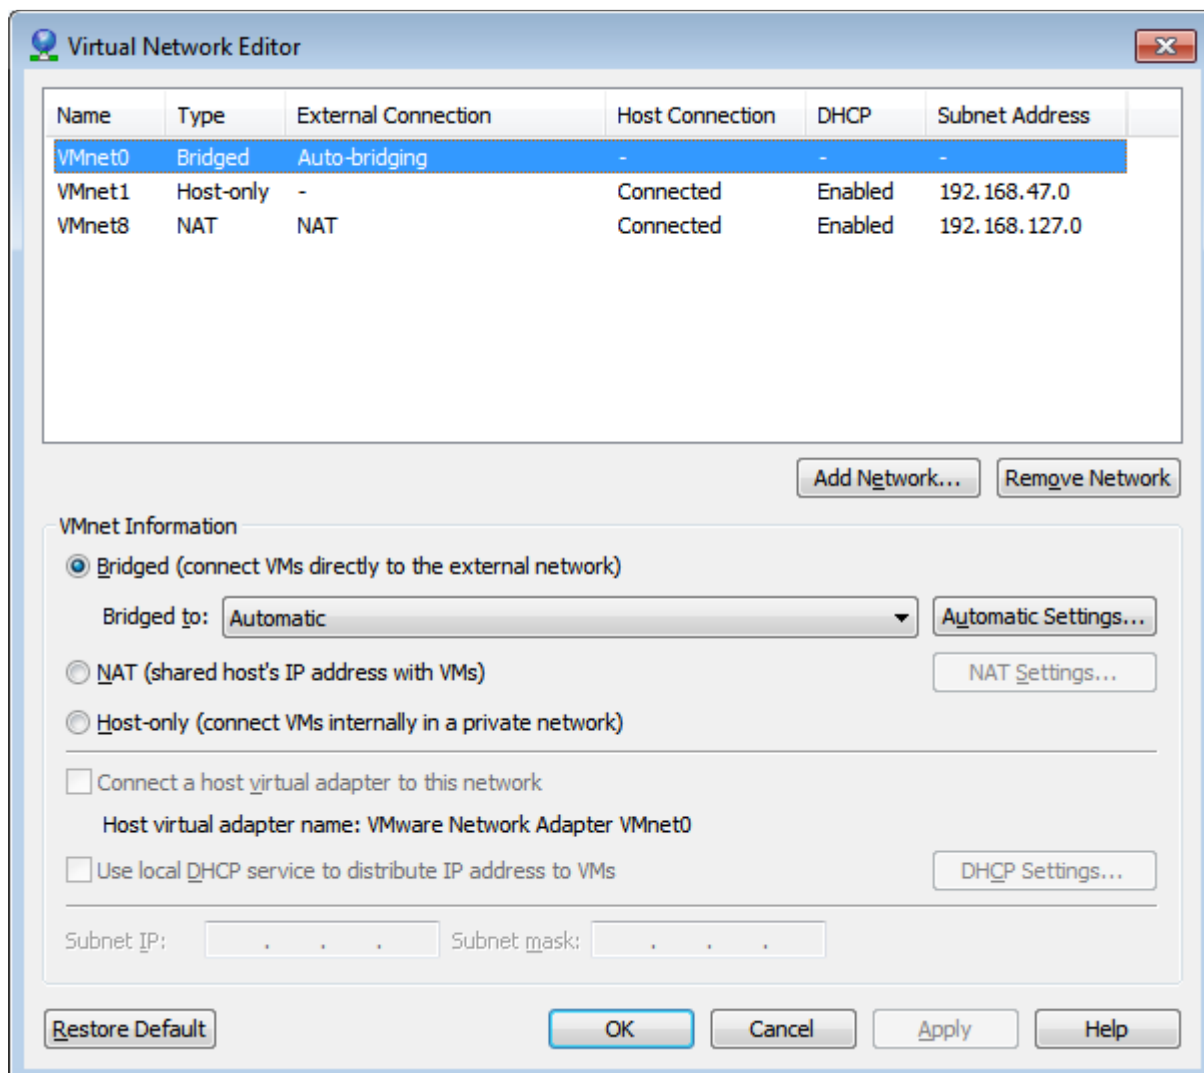 Virtual Network Editor
Name Type External Connection Host Connection DHCP Subnet Address
VMnet0 Bridged Auto-bridging - - -
VMnet1 Host-only - Connected Enabled 192.168.47.0
VMnet8 NAT NAT Connected Enabled 192.168.127.0
Add Network... Remove Network
VMnet Information
Bridged (connect VMs directly to the external network)
Bridged to: Automatic Automatic Settings...
NAT (shared host's IP address with VMs) NAT Settings...
Host-only (connect VMs internally in a private network)
Connect a host virtual adapter to this network
Host virtual adapter name: VMware Network Adapter VMnet0
Use local DHCP service to distribute IP address to VMs DHCP Settings...
Subnet IP: . . . Subnet mask: . . .
Restore Default OK Cancel Apply Help